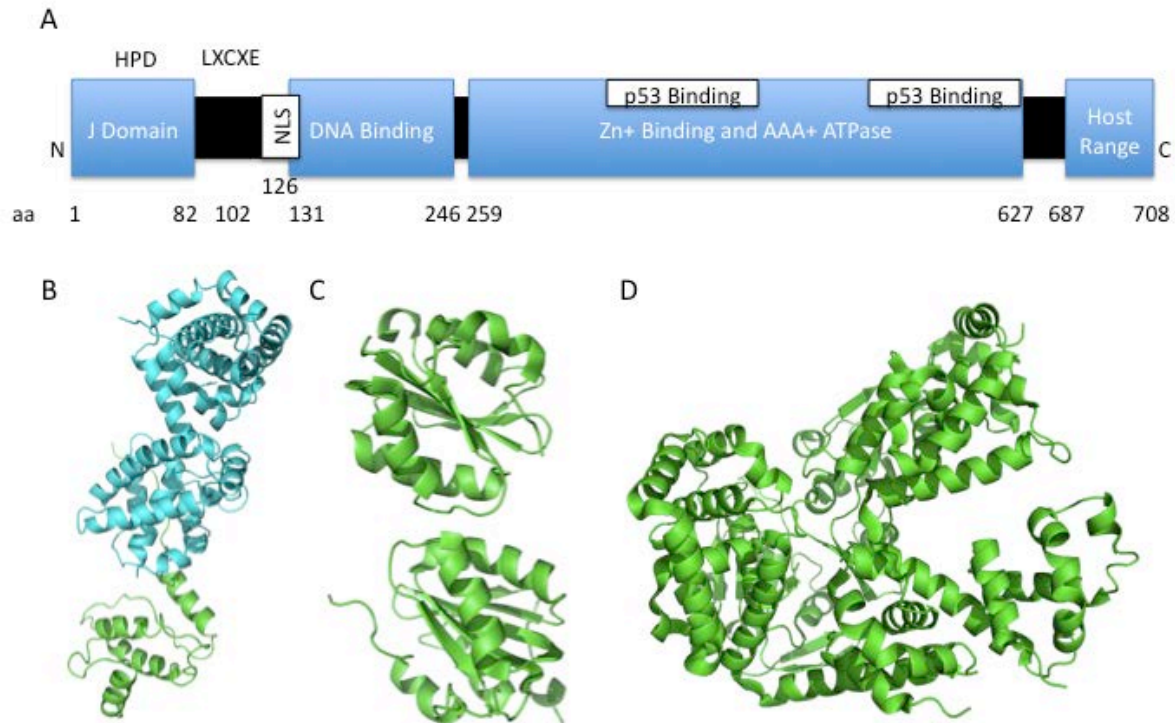 A
HPD LXCXE
p53 Binding p53 Binding
J Domain NLS DNA Binding Zn+ Binding and AAA+ ATPase Host Range
N C
126
aa 1 82 102 131 246 259 627 687 708
B C D